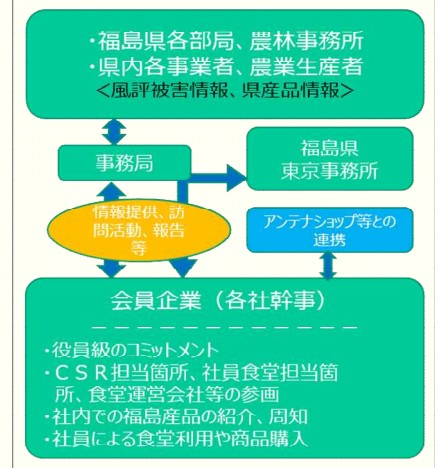 ・福島県各部局、農林事務所
・県内各事業者、農業生産者
＜風評被害情報、県産品情報＞
事務局
福島県
東京事務所
情報提供、訪
問活動、報告
等
アンテナショップ等との
連携
会員企業（各社幹事）
－－－－－－－－－－－－－
・役員級のコミットメント
・ＣＳＲ担当箇所、社員食堂担当箇
所、食堂運営会社等の参画
・社内での福島産品の紹介、周知
・社員による食堂利用や商品購入